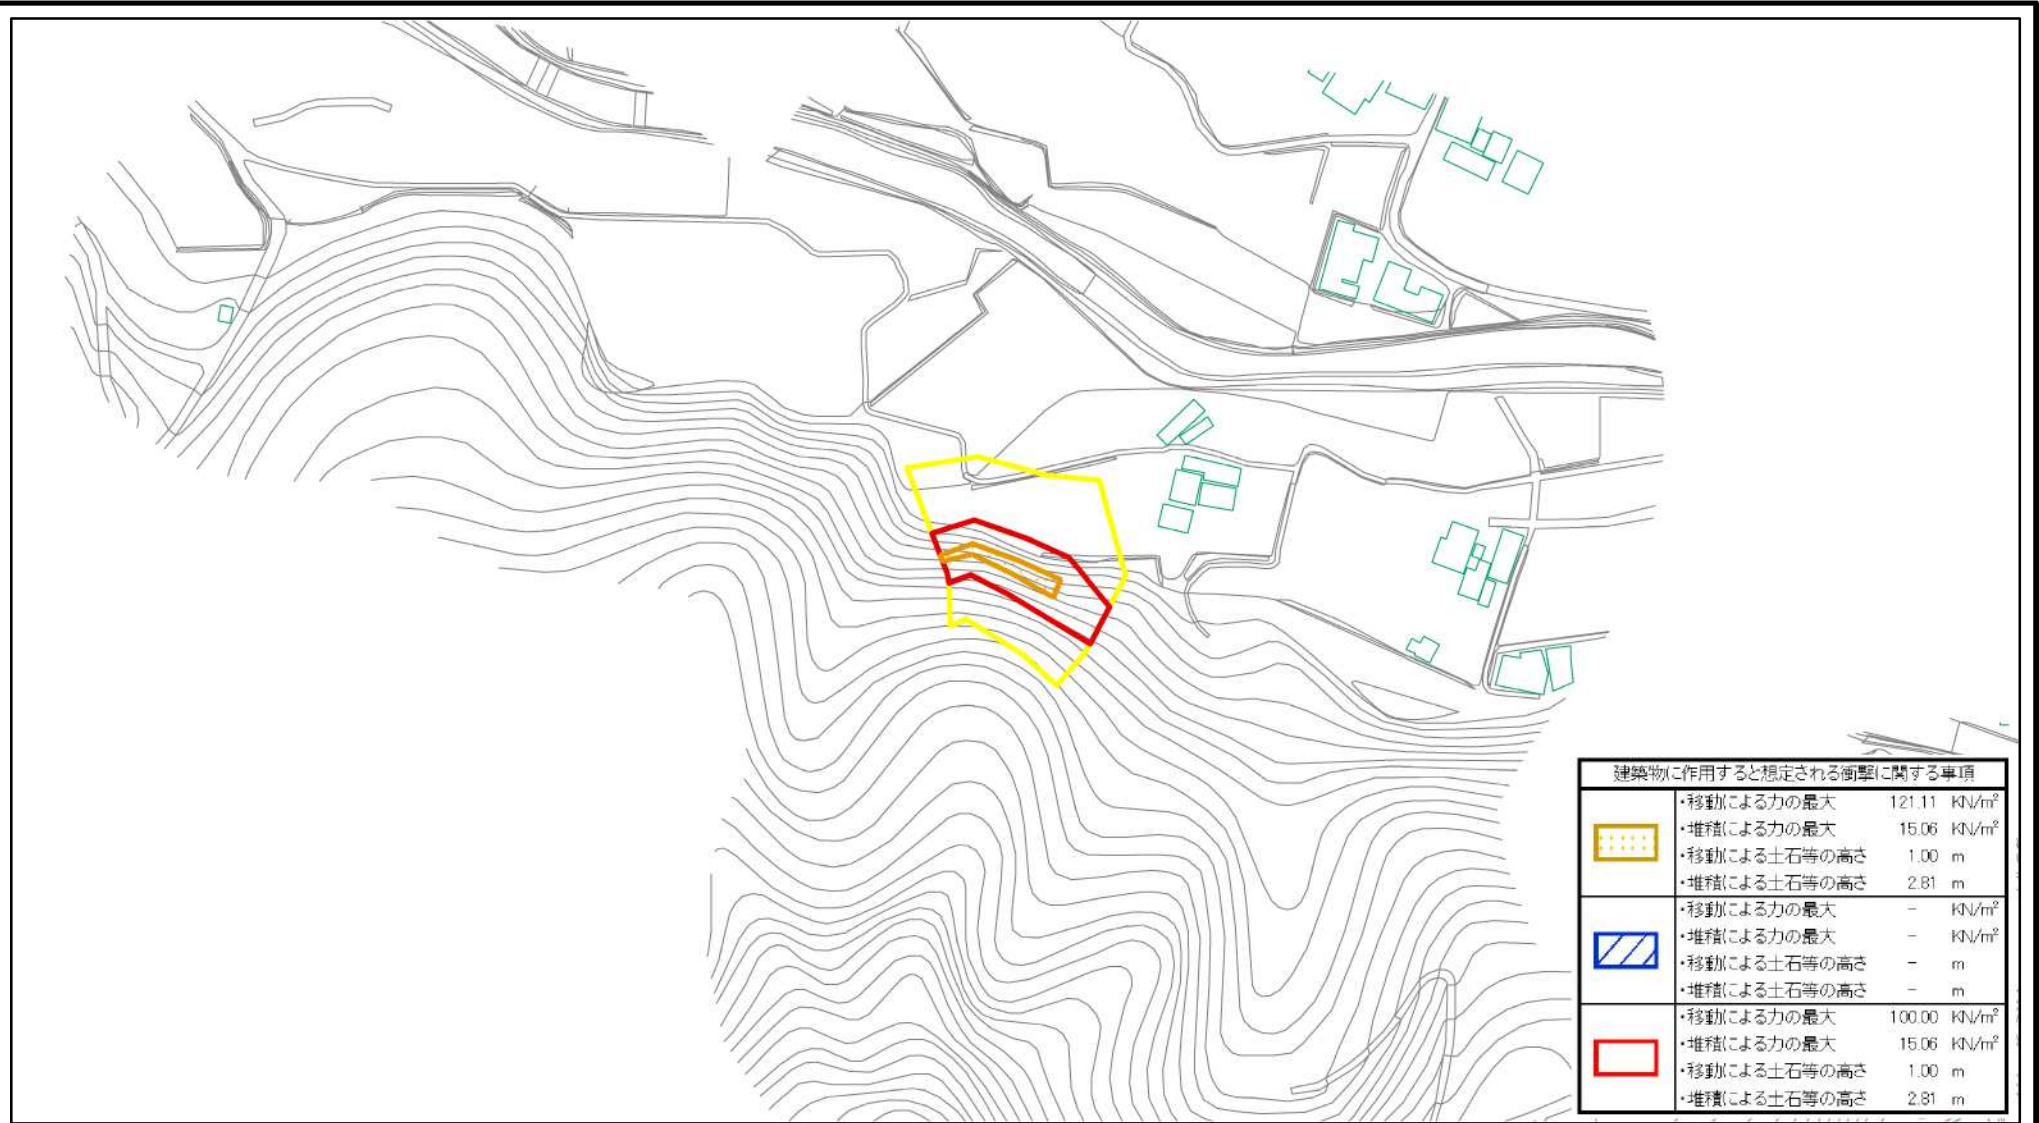 建築物に作用すると想定される衝撃に関する事項
・移動による力の最大 121.11 KN/m²
・堆積による力の最大 15.06 KN/m²
・移動による土石等の高さ 1.00 m
・堆積による土石等の高さ 2.81 m
・移動による力の最大 - KN/m²
・堆積による力の最大 - KN/m²
・移動による土石等の高さ - m
・堆積による土石等の高さ - m
・移動による力の最大 100.00 KN/m²
・堆積による力の最大 15.06 KN/m²
・移動による土石等の高さ 1.00 m
・堆積による土石等の高さ 2.81 m